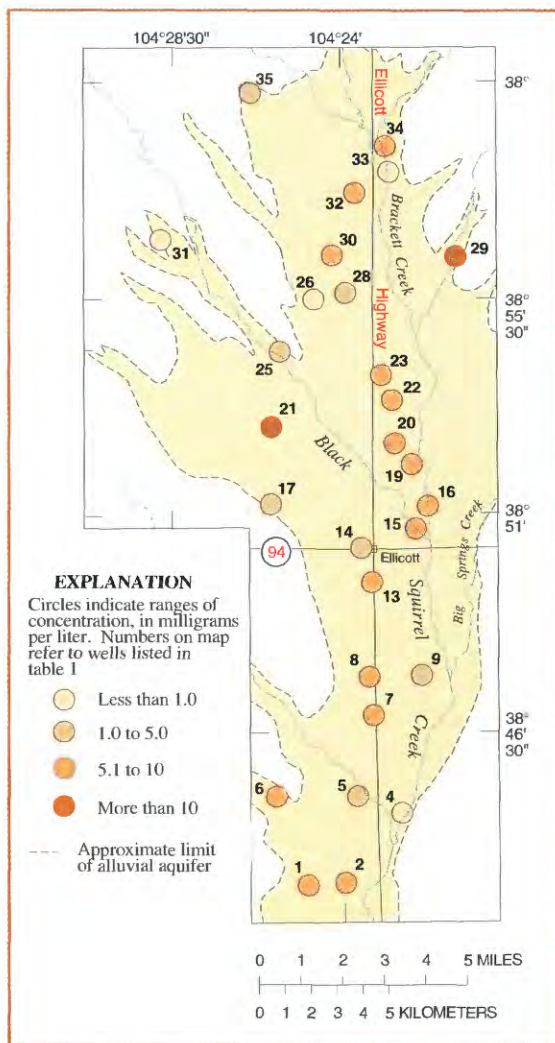 104°28'30"
104°24'
35
38°
Ellicott
34
33
32
Brackett Creek
31
30
29
26
28
38°
55'
30"
Highway
25
23
22
21
20
Black
19
17
16
38°
51'
15
14
94
Ellicott
Big Springs Creek
13
Squirrel
8
9
7
38°
46'
30"
Creek
6
5
4
1
2
EXPLANATION
Circles indicate ranges of
concentration, in milligrams
per liter. Numbers on map
refer to wells listed in
table 1
Less than 1.0
1.0 to 5.0
5.1 to 10
More than 10
Approximate limit
of alluvial aquifer
0 1 2 3 4 5 MILES
0 1 2 3 4 5 KILOMETERS